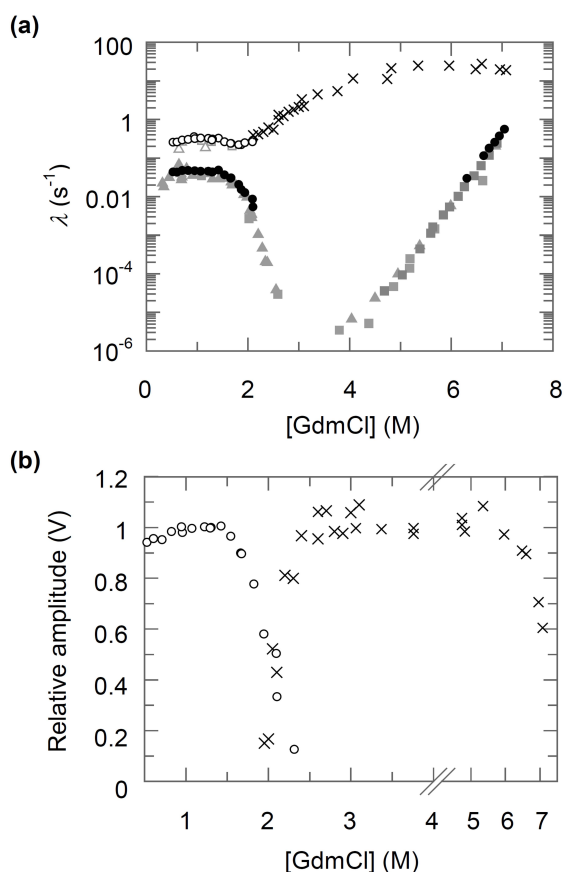 (a)
100
1
0.01
10-4
10-6
λ (s-1)
0 2 4 6 8
[GdmCl] (M)
(b)
1.2
1
0.8
0.6
0.4
0.2
0
Relative amplitude (V)
1 2 3 4 5 6 7
[GdmCl] (M)